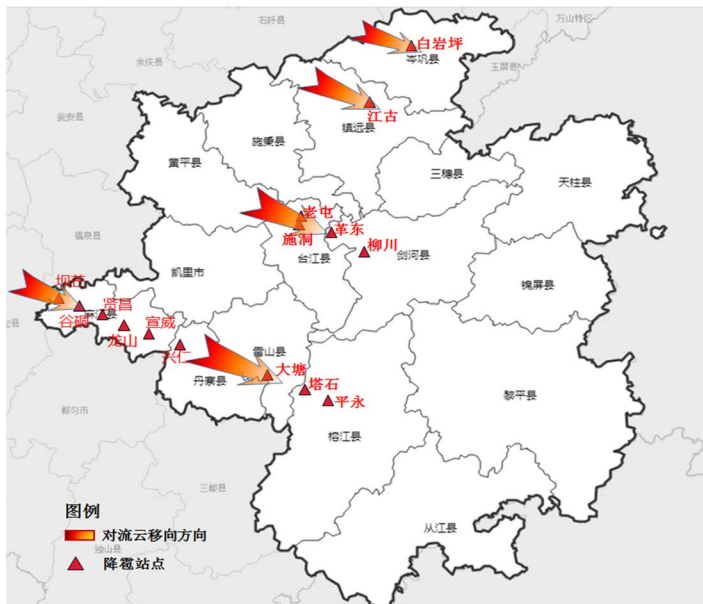 石阡县
万山特区
白岩坪
岑巩县
余庆县
玉屏县
江古
瓮安县
镇远县
施秉县
黄平县
三穗县
天柱县
老屯
施洞
革东
福泉县
台江县
柳川
剑河县
凯里市
锦屏县
坝芒
贤昌
谷硐
龙山
宣威
兴仁
雷山县
大塘
丹寨县
塔石
平永
黎平县
都匀市
榕江县
三都县
图例
从江县
对流云移向方向
独山县
降雹站点